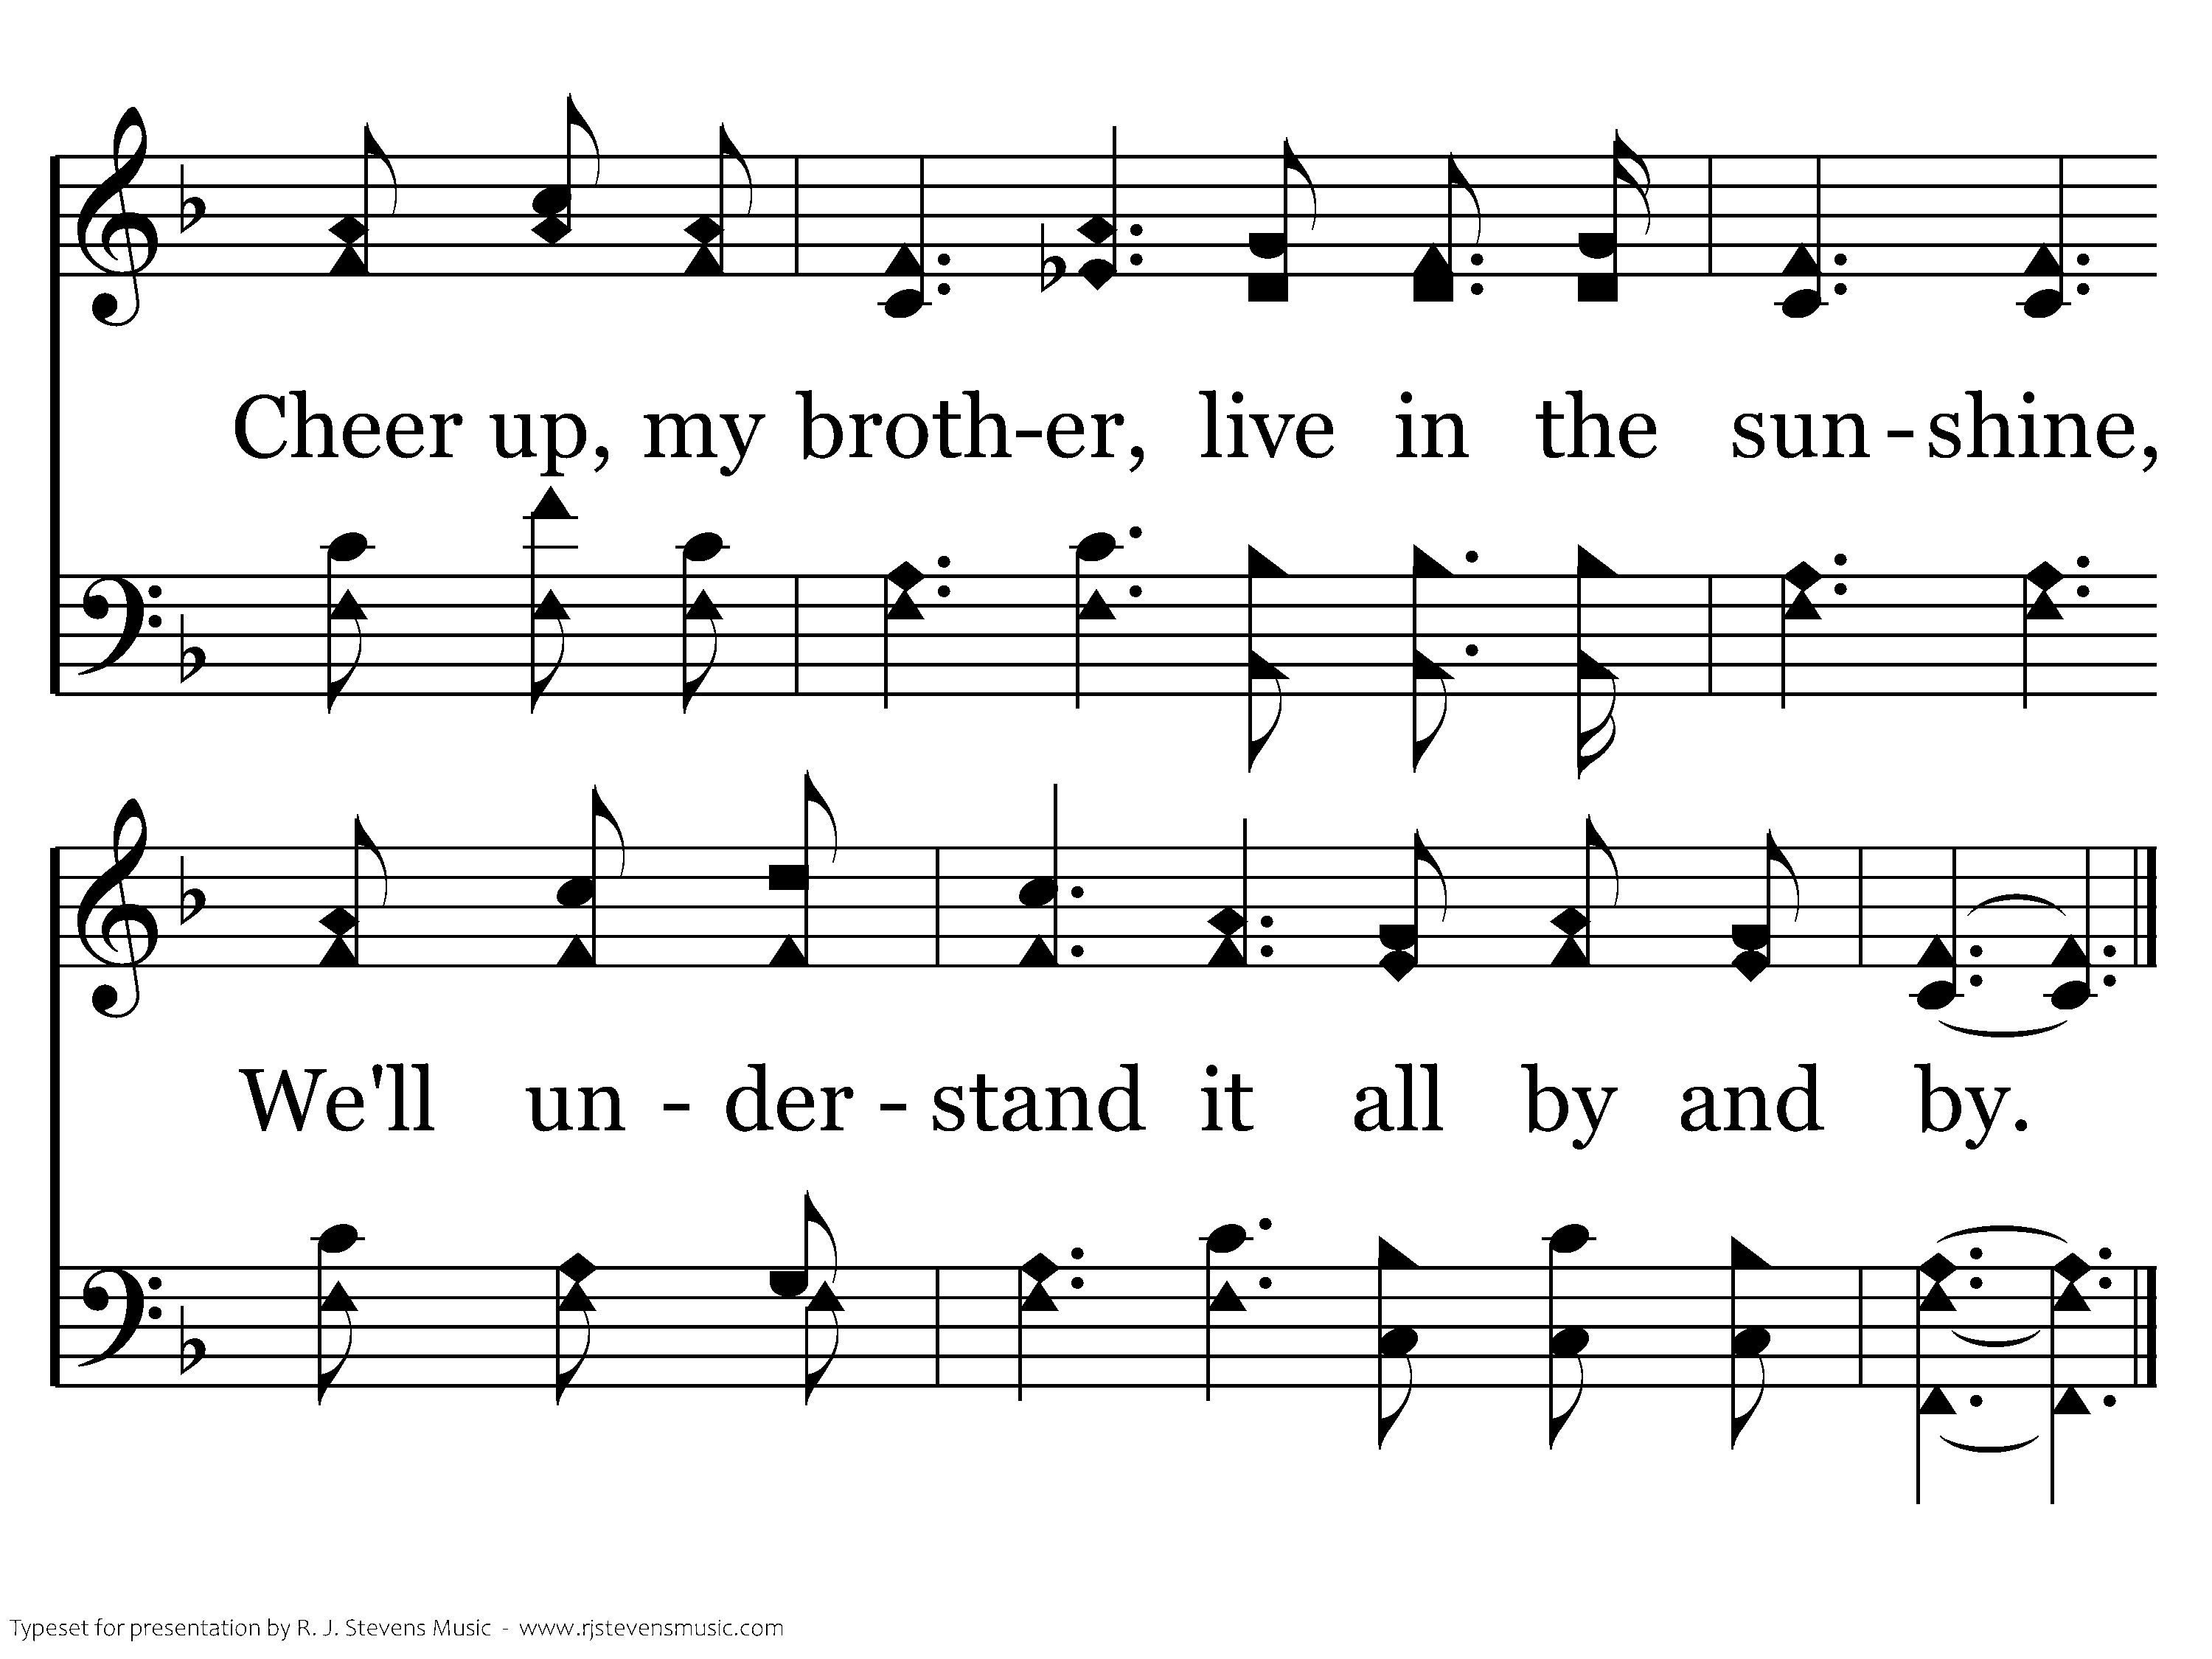 Cheer up, my broth-er, live in the sun-shine,
We'll un-der-stand it all by and by.
Typeset for presentation by R. J. Stevens Music - www.rjstevensmusic.com